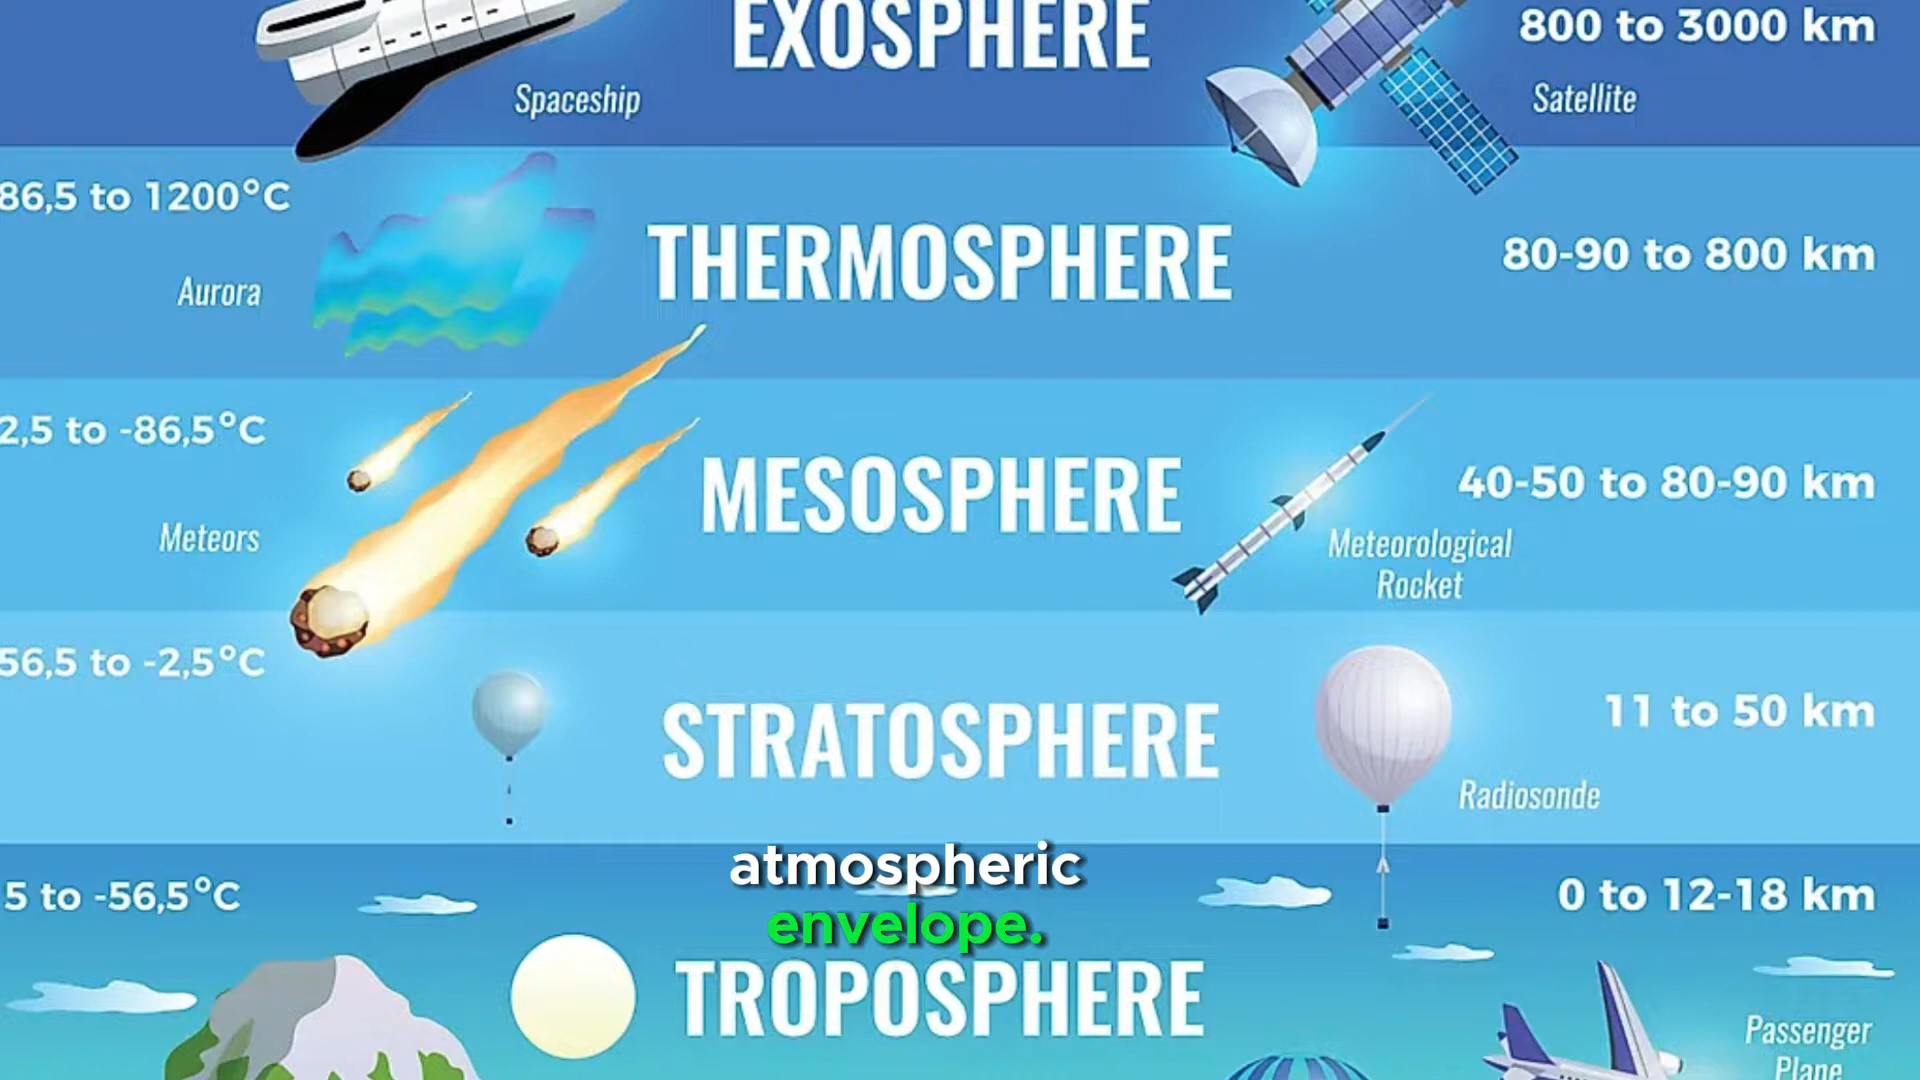 EXOSPHERE
800 to 3000 km
Spaceship
Satellite
86,5 to 1200°C
THERMOSPHERE
80-90 to 800 km
Aurora
2,5 to -86,5°C
MESOSPHERE
40-50 to 80-90 km
Meteors
Meteorological
Rocket
56,5 to -2,5°C
STRATOSPHERE
11 to 50 km
Radiosonde
atmospheric
envelope.
5 to -56,5°C
0 to 12-18 km
TROPOSPHERE
Passenger
Plane